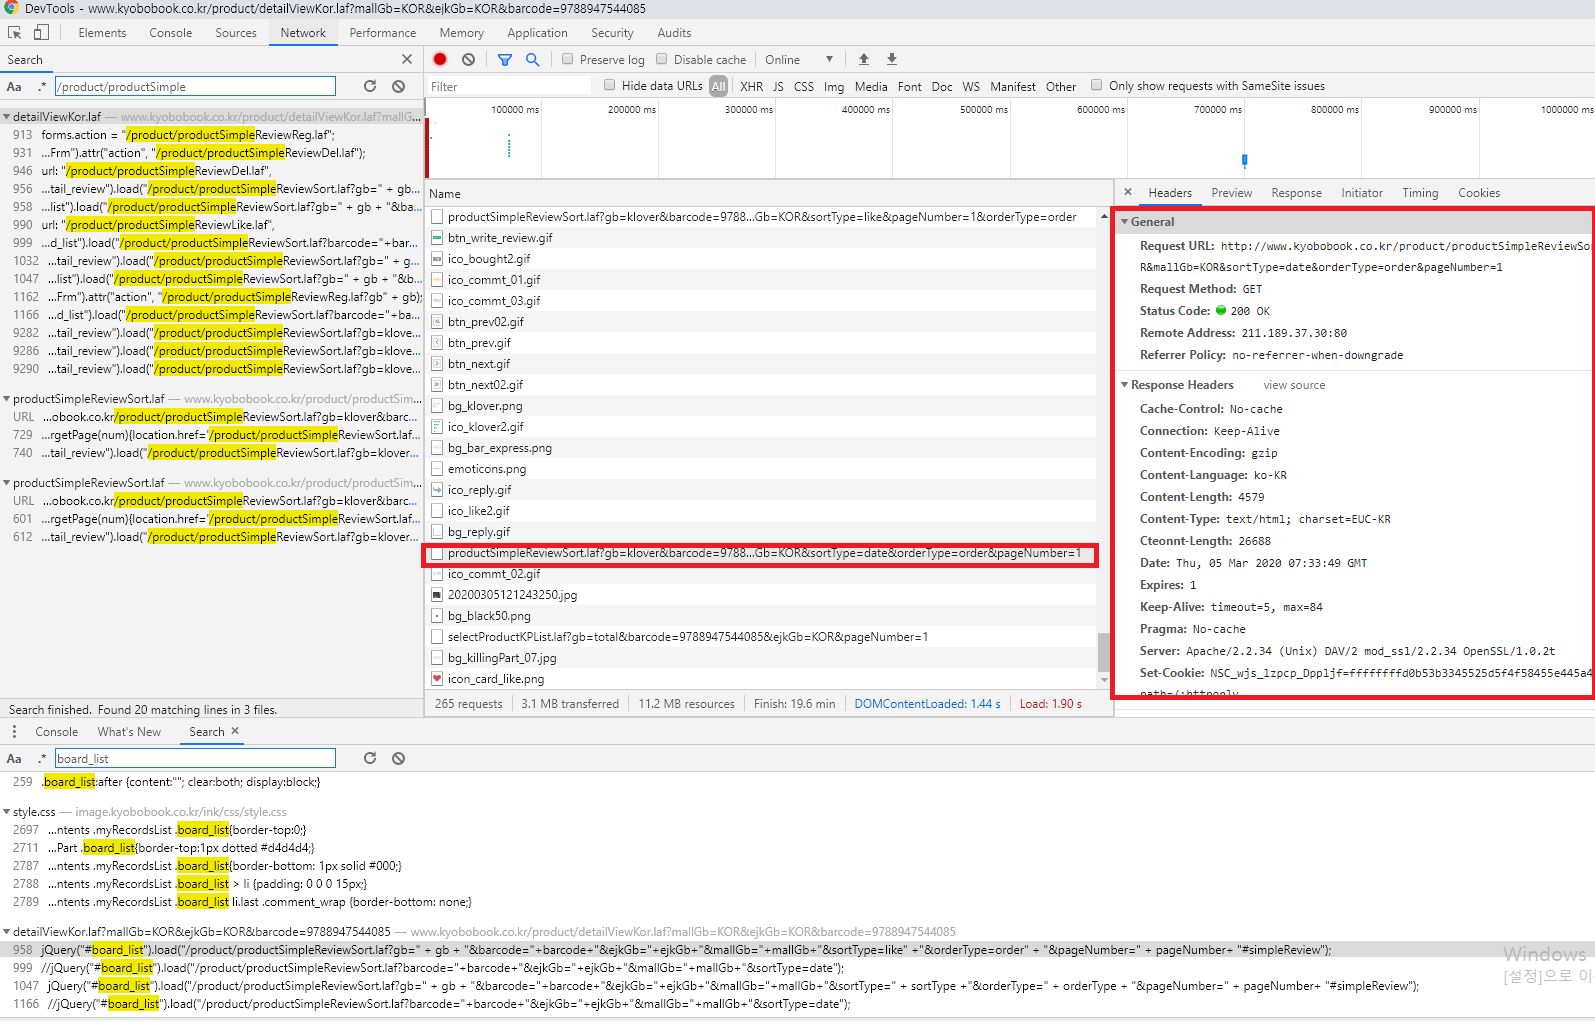 DevTools - www.kyobobook.co.kr/product/detailViewKor.laf?mallGb=KOR&ejkGb=KOR&barcode=9788947544085
Elements Console Sources Network Performance Memory Application Security Audits
Search
Aa .* /product/productSimple
detailViewKor.laf — www.kyobobook.co.kr/product/detailViewKor.laf?mallG...
913 forms.action = "/product/productSimpleReviewReg.laf";
931 ...Frm").attr("action", "/product/productSimpleReviewDel.laf");
946 url: "/product/productSimpleReviewDel.laf",
956 ...tail_review").load("/product/productSimpleReviewSort.laf?gb=" + gb...
958 ...list").load("/product/productSimpleReviewSort.laf?gb=" + gb + "&ba...
990 url: "/product/productSimpleReviewLike.laf",
999 ...d_list").load("/product/productSimpleReviewSort.laf?barcode="+bar...
1032 ...tail_review").load("/product/productSimpleReviewSort.laf?gb=" + g...
1047 ...list").load("/product/productSimpleReviewSort.laf?gb=" + gb + "&b...
1162 ...Frm").attr("action", "/product/productSimpleReviewReg.laf?gb" + gb);
1166 ...d_list").load("/product/productSimpleReviewSort.laf?barcode="+ba...
9282 ...tail_review").load("/product/productSimpleReviewSort.laf?gb=klove...
9286 ...tail_review").load("/product/productSimpleReviewSort.laf?gb=klove...
9290 ...tail_review").load("/product/productSimpleReviewSort.laf?gb=klove...
productSimpleReviewSort.laf — www.kyobobook.co.kr/product/productSim...
URL ...obook.co.kr/product/productSimpleReviewSort.laf?gb=klover&barc...
729 ...rgetPage(num){location.href='/product/productSimpleReviewSort.laf...
740 ...tail_review").load("/product/productSimpleReviewSort.laf?gb=klover...
productSimpleReviewSort.laf — www.kyobobook.co.kr/product/productSim...
URL ...obook.co.kr/product/productSimpleReviewSort.laf?gb=klover&barc...
601 ...rgetPage(num){location.href='/product/productSimpleReviewSort.laf...
612 ...tail_review").load("/product/productSimpleReviewSort.laf?gb=klover...
Search finished. Found 20 matching lines in 3 files.
Preserve log Disable cache Online
Filter Hide data URLs All XHR JS CSS Img Media Font Doc WS Manifest Other Only show requests with SameSite issues
100000 ms 200000 ms 300000 ms 400000 ms 500000 ms 600000 ms 700000 ms 800000 ms 900000 ms 1000000 ms
Name
productSimpleReviewSort.laf?gb=klover&barcode=9788...Gb=KOR&sortType=like&pageNumber=1&orderType=order
btn_write_review.gif
ico_bought2.gif
ico_commt_01.gif
ico_commt_03.gif
btn_prev02.gif
btn_prev.gif
btn_next.gif
btn_next02.gif
bg_klover.png
ico_klover2.gif
bg_bar_express.png
emoticons.png
ico_reply.gif
ico_like2.gif
bg_reply.gif
productSimpleReviewSort.laf?gb=klover&barcode=9788...Gb=KOR&sortType=date&orderType=order&pageNumber=1
ico_commt_02.gif
20200305121243250.jpg
bg_black50.png
selectProductKPList.laf?gb=total&barcode=9788947544085&ejkGb=KOR&pageNumber=1
bg_killingPart_07.jpg
icon_card_like.png
265 requests 3.1 MB transferred 11.2 MB resources Finish: 19.6 min DOMContentLoaded: 1.44 s Load: 1.90 s
Headers Preview Response Initiator Timing Cookies
General
Request URL: http://www.kyobobook.co.kr/product/productSimpleReviewSor
R&mallGb=KOR&sortType=date&orderType=order&pageNumber=1
Request Method: GET
Status Code: 200 OK
Remote Address: 211.189.37.30:80
Referrer Policy: no-referrer-when-downgrade
Response Headers view source
Cache-Control: No-cache
Connection: Keep-Alive
Content-Encoding: gzip
Content-Language: ko-KR
Content-Length: 4579
Content-Type: text/html; charset=EUC-KR
Cteonnt-Length: 26688
Date: Thu, 05 Mar 2020 07:33:49 GMT
Expires: 1
Keep-Alive: timeout=5, max=84
Pragma: No-cache
Server: Apache/2.2.34 (Unix) DAV/2 mod_ssl/2.2.34 OpenSSL/1.0.2t
Set-Cookie: NSC_wjs_lzpcp_Dppljf=ffffffffd0b53b3345525d5f4f58455e445a4
path=/;httponly
Console What's New Search
Aa .* board_list
259 .board_list:after {content:""; clear:both; display:block;}
style.css — image.kyobobook.co.kr/ink/css/style.css
2697 ...ntents .myRecordsList .board_list{border-top:0;}
2711 ...Part .board_list{border-top:1px dotted #d4d4d4;}
2787 ...ntents .myRecordsList .board_list{border-bottom: 1px solid #000;}
2788 ...ntents .myRecordsList .board_list > li {padding: 0 0 0 15px;}
2789 ...ntents .myRecordsList .board_list li.last .comment_wrap {border-bottom: none;}
detailViewKor.laf?mallGb=KOR&ejkGb=KOR&barcode=9788947544085 — www.kyobobook.co.kr/product/detailViewKor.laf?mallGb=KOR&ejkGb=KOR&barcode=9788947544085
958 jQuery("#board_list").load("/product/productSimpleReviewSort.laf?gb=" + gb + "&barcode="+barcode+"&ejkGb="+ejkGb+"&mallGb="+mallGb+"&sortType=like" +"&orderType=order" + "&pageNumber=" + pageNumber+ "#simpleReview");
999 //jQuery("#board_list").load("/product/productSimpleReviewSort.laf?barcode="+barcode+"&ejkGb="+ejkGb+"&mallGb="+mallGb+"&sortType=date");
1047 jQuery("#board_list").load("/product/productSimpleReviewSort.laf?gb=" + gb + "&barcode="+barcode+"&ejkGb="+ejkGb+"&mallGb="+mallGb+"&sortType=" + sortType +"&orderType=" + orderType + "&pageNumber=" + pageNumber+ "#simpleReview");
1166 //jQuery("#board_list").load("/product/productSimpleReviewSort.laf?barcode="+barcode+"&ejkGb="+ejkGb+"&mallGb="+mallGb+"&sortType=date");
Windows
[설정]으로 이